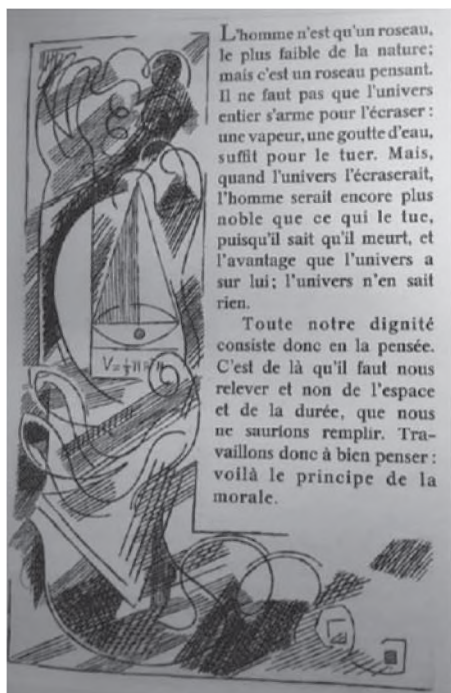 L'homme n'est qu'un roseau,
le plus faible de la nature;
mais c'est un roseau pensant.
Il ne faut pas que l'univers
entier s'arme pour l'écraser :
une vapeur, une goutte d'eau,
suffit pour le tuer. Mais,
quand l'univers l'écraserait,
l'homme serait encore plus
noble que ce qui le tue,
puisqu'il sait qu'il meurt, et
l'avantage que l'univers a
sur lui; l'univers n'en sait
rien.
Toute notre dignité
consiste donc en la pensée.
C'est de là qu'il faut nous
relever et non de l'espace
et de la durée, que nous
ne saurions remplir. Tra-
vaillons donc à bien penser :
voilà le principe de la
morale.